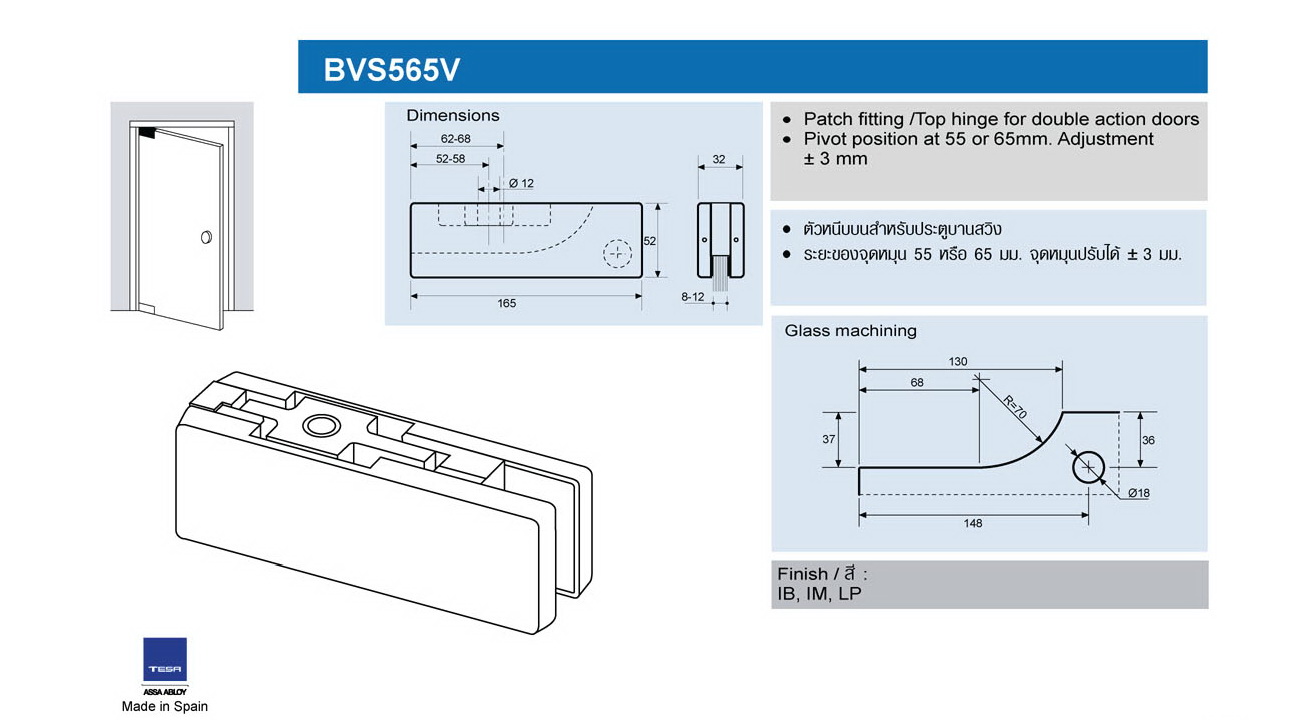 BVS565V
Dimensions
62-68
52-58
Ø 12
32
52
165
8-12
• Patch fitting /Top hinge for double action doors
• Pivot position at 55 or 65mm. Adjustment
± 3 mm
• ตัวหนีบบนสำหรับประตูบานสวิง
• ระยะของจุดหมุน 55 หรือ 65 มม. จุดหมุนปรับได้ ± 3 มม.
Glass machining
130
68
R=70
37
36
Ø18
148
Finish / สี :
IB, IM, LP
TESA
ASSA ABLOY
Made in Spain